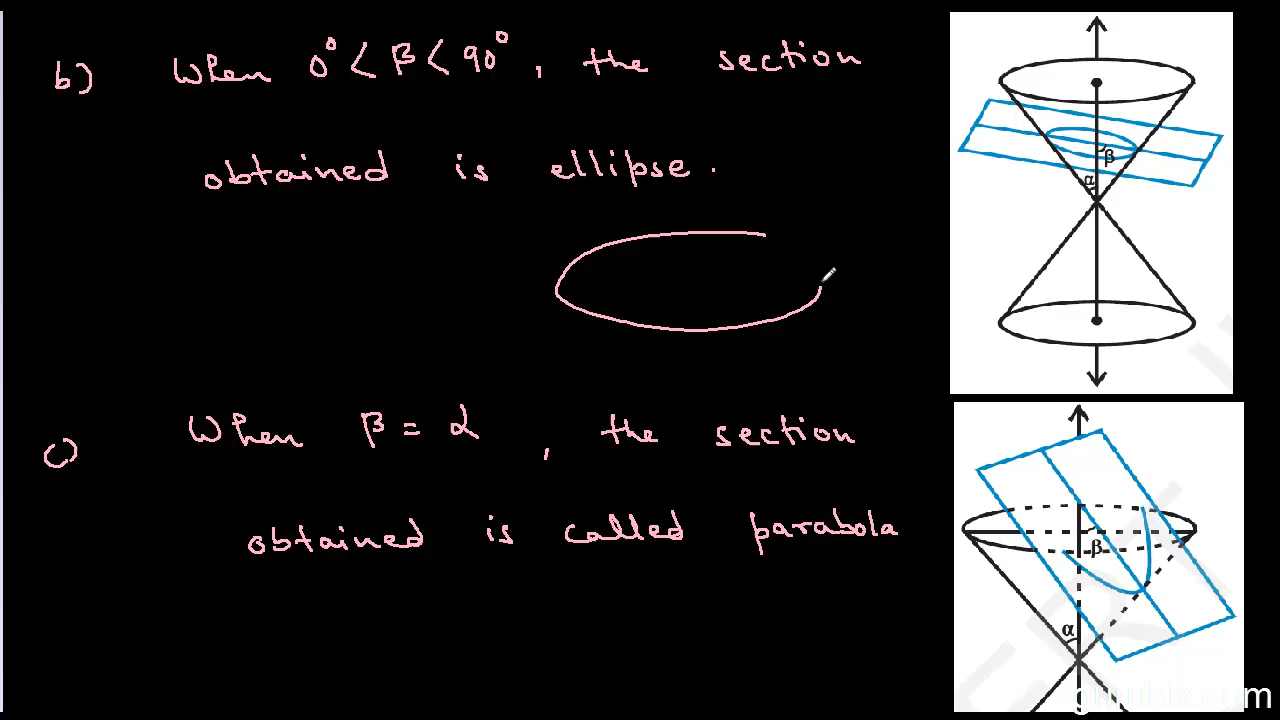 b) When 0° < β < 90°, the section
obtained is ellipse.
c) When β = α, the section
obtained is called parabola
β
α
β
α